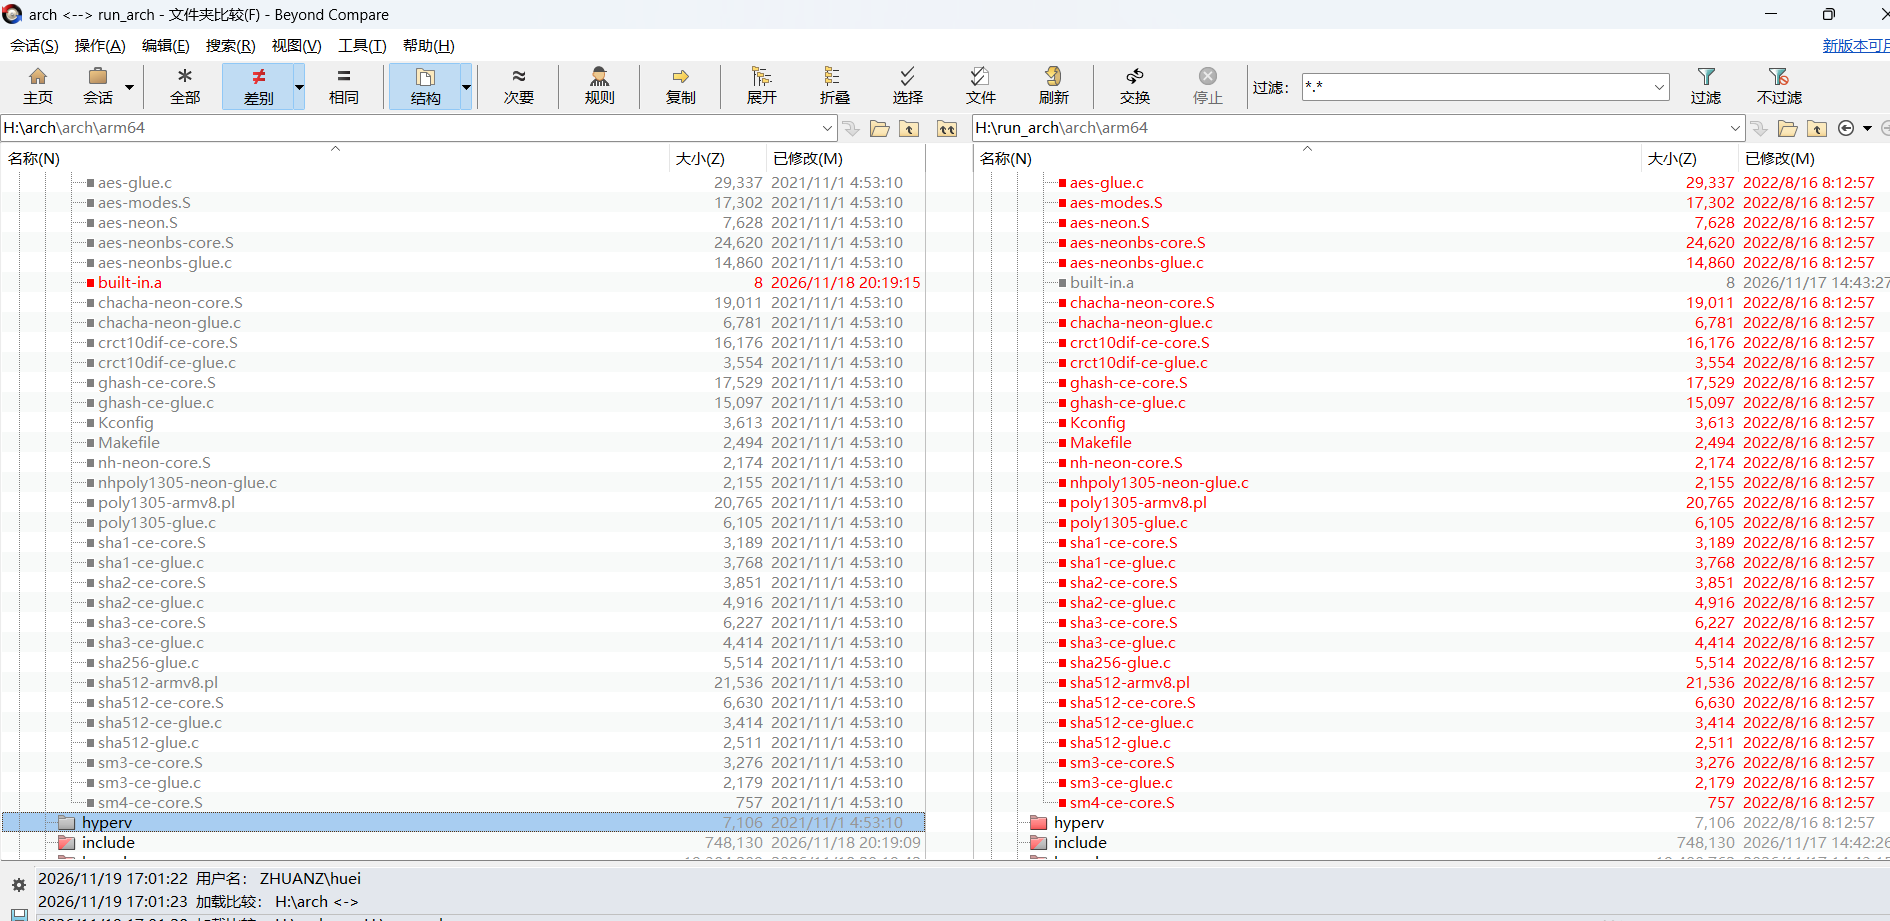 arch <--> run_arch - 文件夹比较(F) - Beyond Compare
会话(S) 操作(A) 编辑(E) 搜索(R) 视图(V) 工具(T) 帮助(H) 新版本可
主页 会话 全部 差别 相同 结构 次要 规则 复制 展开 折叠 选择 文件 刷新 交换 停止 过滤: *.* 过滤 不过滤
H:\arch\arch\arm64 H:\run_arch\arch\arm64
名称(N) 大小(Z) 已修改(M) 名称(N) 大小(Z) 已修改(M)
aes-glue.c 29,337 2021/11/1 4:53:10 aes-glue.c 29,337 2022/8/16 8:12:57
aes-modes.S 17,302 2021/11/1 4:53:10 aes-modes.S 17,302 2022/8/16 8:12:57
aes-neon.S 7,628 2021/11/1 4:53:10 aes-neon.S 7,628 2022/8/16 8:12:57
aes-neonbs-core.S 24,620 2021/11/1 4:53:10 aes-neonbs-core.S 24,620 2022/8/16 8:12:57
aes-neonbs-glue.c 14,860 2021/11/1 4:53:10 aes-neonbs-glue.c 14,860 2022/8/16 8:12:57
built-in.a 8 2026/11/18 20:19:15 built-in.a 8 2026/11/17 14:43:27
chacha-neon-core.S 19,011 2021/11/1 4:53:10 chacha-neon-core.S 19,011 2022/8/16 8:12:57
chacha-neon-glue.c 6,781 2021/11/1 4:53:10 chacha-neon-glue.c 6,781 2022/8/16 8:12:57
crct10dif-ce-core.S 16,176 2021/11/1 4:53:10 crct10dif-ce-core.S 16,176 2022/8/16 8:12:57
crct10dif-ce-glue.c 3,554 2021/11/1 4:53:10 crct10dif-ce-glue.c 3,554 2022/8/16 8:12:57
ghash-ce-core.S 17,529 2021/11/1 4:53:10 ghash-ce-core.S 17,529 2022/8/16 8:12:57
ghash-ce-glue.c 15,097 2021/11/1 4:53:10 ghash-ce-glue.c 15,097 2022/8/16 8:12:57
Kconfig 3,613 2021/11/1 4:53:10 Kconfig 3,613 2022/8/16 8:12:57
Makefile 2,494 2021/11/1 4:53:10 Makefile 2,494 2022/8/16 8:12:57
nh-neon-core.S 2,174 2021/11/1 4:53:10 nh-neon-core.S 2,174 2022/8/16 8:12:57
nhpoly1305-neon-glue.c 2,155 2021/11/1 4:53:10 nhpoly1305-neon-glue.c 2,155 2022/8/16 8:12:57
poly1305-armv8.pl 20,765 2021/11/1 4:53:10 poly1305-armv8.pl 20,765 2022/8/16 8:12:57
poly1305-glue.c 6,105 2021/11/1 4:53:10 poly1305-glue.c 6,105 2022/8/16 8:12:57
sha1-ce-core.S 3,189 2021/11/1 4:53:10 sha1-ce-core.S 3,189 2022/8/16 8:12:57
sha1-ce-glue.c 3,768 2021/11/1 4:53:10 sha1-ce-glue.c 3,768 2022/8/16 8:12:57
sha2-ce-core.S 3,851 2021/11/1 4:53:10 sha2-ce-core.S 3,851 2022/8/16 8:12:57
sha2-ce-glue.c 4,916 2021/11/1 4:53:10 sha2-ce-glue.c 4,916 2022/8/16 8:12:57
sha3-ce-core.S 6,227 2021/11/1 4:53:10 sha3-ce-core.S 6,227 2022/8/16 8:12:57
sha3-ce-glue.c 4,414 2021/11/1 4:53:10 sha3-ce-glue.c 4,414 2022/8/16 8:12:57
sha256-glue.c 5,514 2021/11/1 4:53:10 sha256-glue.c 5,514 2022/8/16 8:12:57
sha512-armv8.pl 21,536 2021/11/1 4:53:10 sha512-armv8.pl 21,536 2022/8/16 8:12:57
sha512-ce-core.S 6,630 2021/11/1 4:53:10 sha512-ce-core.S 6,630 2022/8/16 8:12:57
sha512-ce-glue.c 3,414 2021/11/1 4:53:10 sha512-ce-glue.c 3,414 2022/8/16 8:12:57
sha512-glue.c 2,511 2021/11/1 4:53:10 sha512-glue.c 2,511 2022/8/16 8:12:57
sm3-ce-core.S 3,276 2021/11/1 4:53:10 sm3-ce-core.S 3,276 2022/8/16 8:12:57
sm3-ce-glue.c 2,179 2021/11/1 4:53:10 sm3-ce-glue.c 2,179 2022/8/16 8:12:57
sm4-ce-core.S 757 2021/11/1 4:53:10 sm4-ce-core.S 757 2022/8/16 8:12:57
hyperv 7,106 2021/11/1 4:53:10 hyperv 7,106 2022/8/16 8:12:57
include 748,130 2026/11/18 20:19:09 include 748,130 2026/11/17 14:42:26
2026/11/19 17:01:22 用户名: ZHUANZ\huei
2026/11/19 17:01:23 加载比较: H:\arch <->